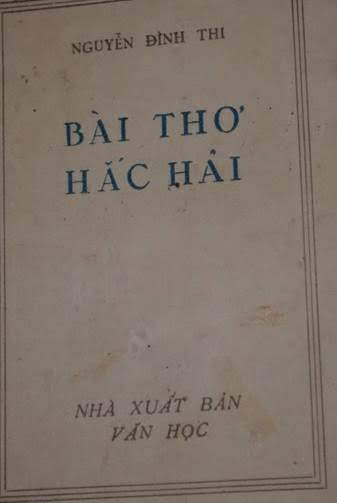 NGUYỄN ĐÌNH THI
BÀI THƠ
HẮC HẢI
NHÀ XUẤT BẢN
VĂN HỌC